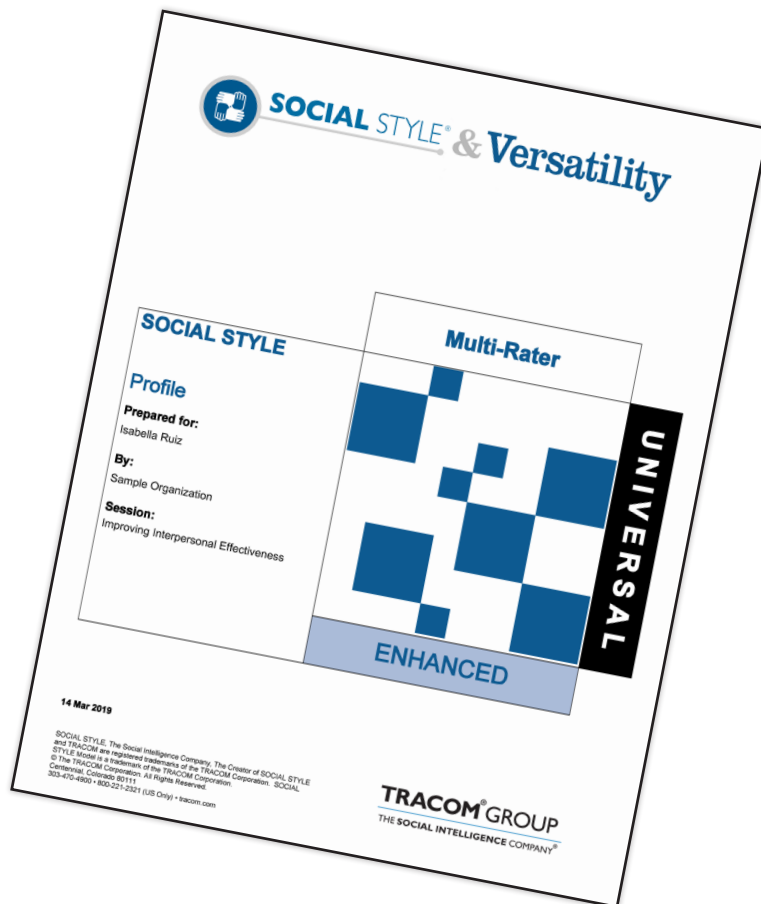 SOCIAL STYLE® & Versatility
SOCIAL STYLE
Profile
Prepared for:
Isabella Ruiz
By:
Sample Organization
Session:
Improving Interpersonal Effectiveness
Multi-Rater
UNIVERSAL
ENHANCED
14 Mar 2019
SOCIAL STYLE, The Social Intelligence Company, The Creator of SOCIAL STYLE
and TRACOM are registered trademarks of the TRACOM Corporation. SOCIAL
STYLE Model is a trademark of the TRACOM Corporation.
© The TRACOM Corporation. All Rights Reserved.
Centennial, Colorado 80111
303-470-4900 • 800-221-2321 (US Only) • tracom.com
TRACOM® GROUP
THE SOCIAL INTELLIGENCE COMPANY®